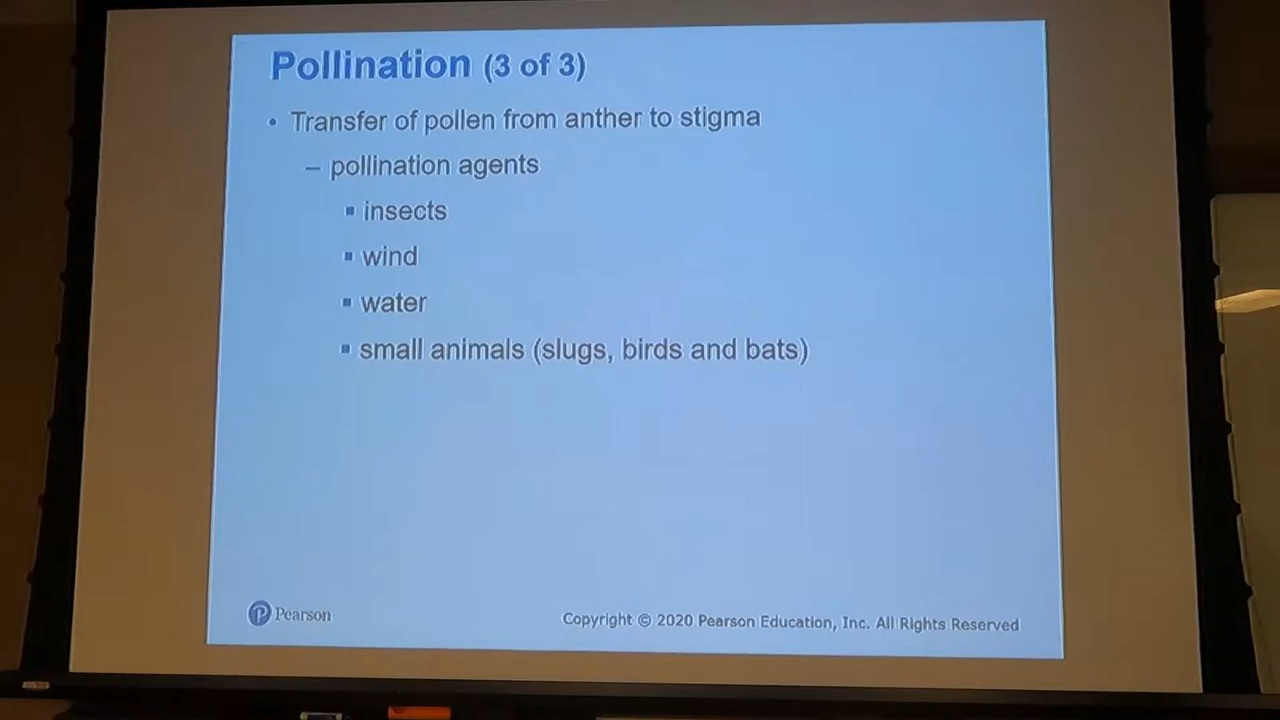 Pollination (3 of 3)
• Transfer of pollen from anther to stigma
– pollination agents
▪ insects
▪ wind
▪ water
▪ small animals (slugs, birds and bats)
P Pearson
Copyright © 2020 Pearson Education, Inc. All Rights Reserved